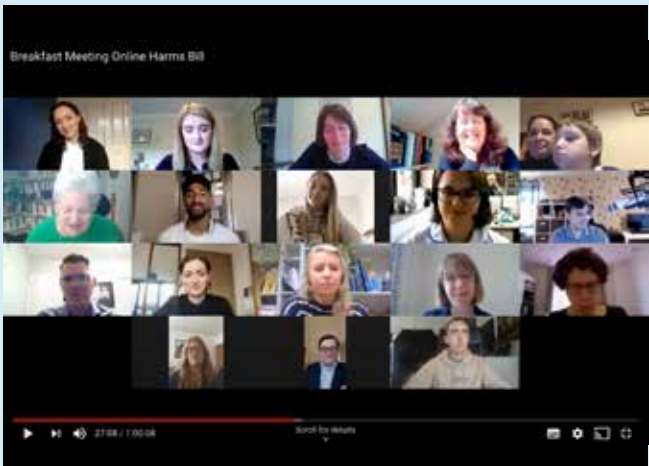 Breakfast Meeting Online Harms Bill
27:08 / 1:00:08
Scroll for details